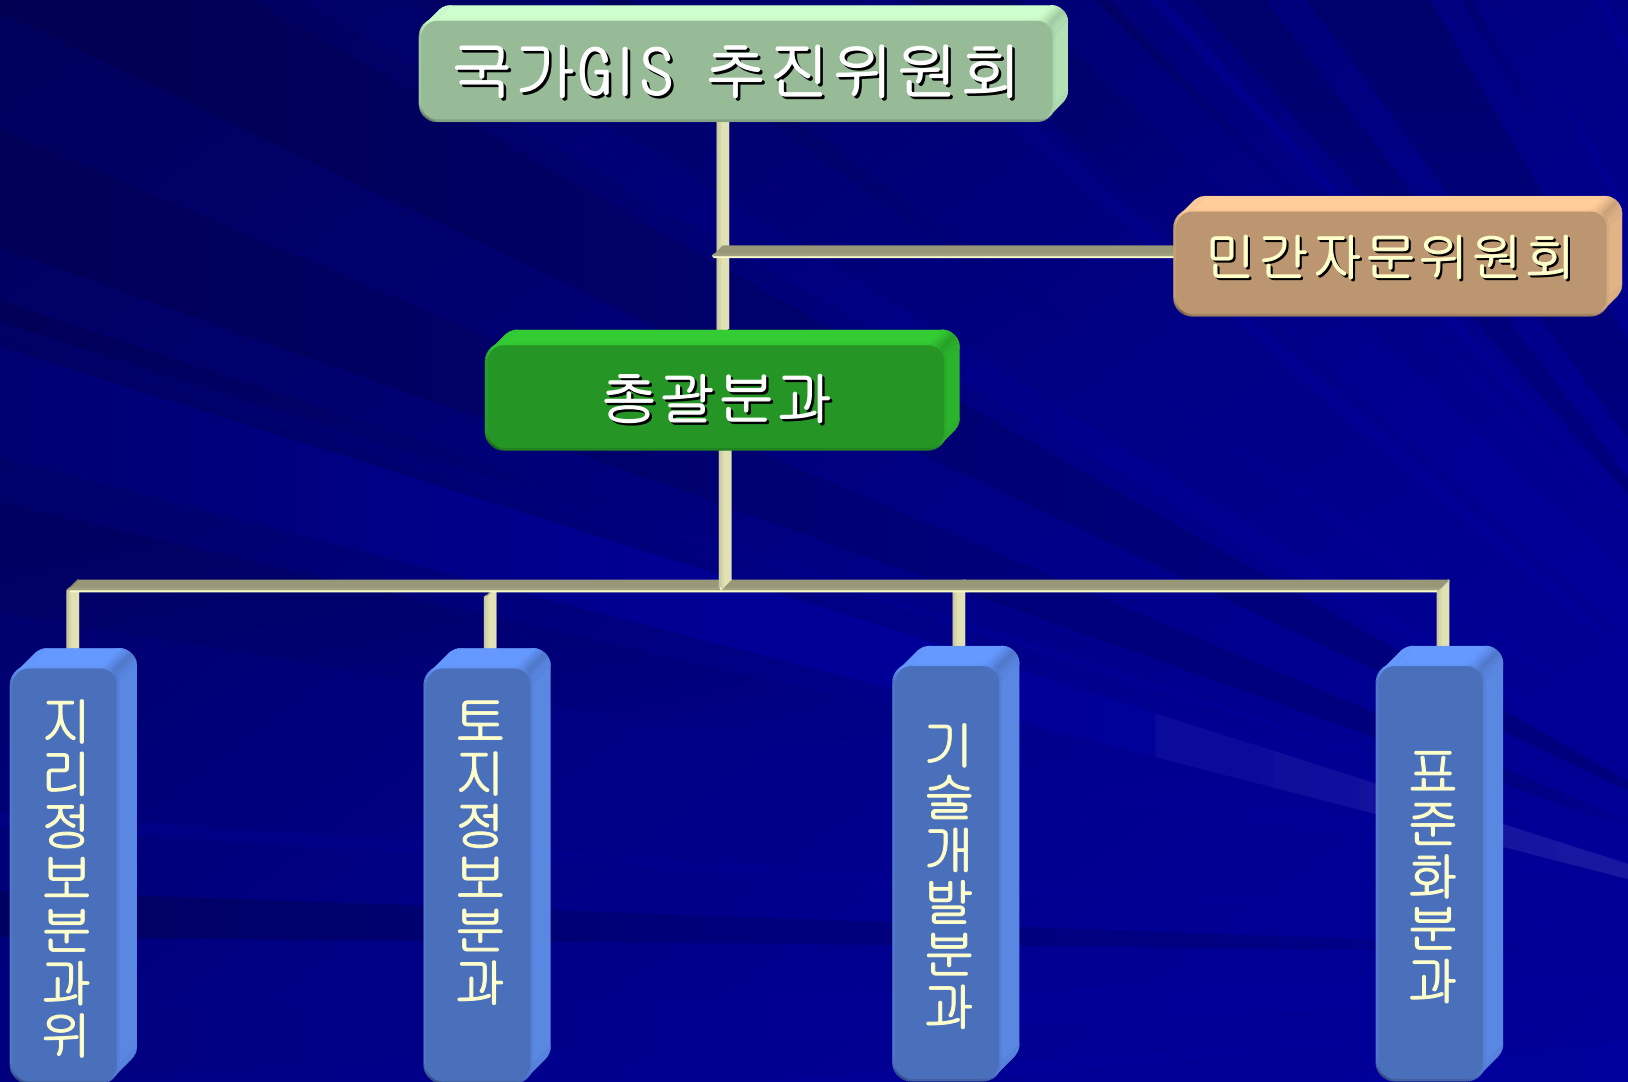 국가GIS 추진위원회
민간자문위원회
총괄분과
지리정보분과위
토지정보분과
기술개발분과
표준화분과